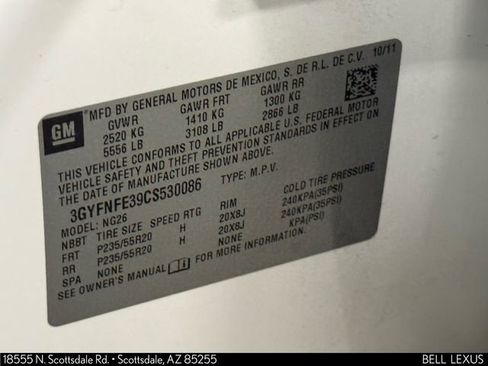 GM
MFD BY GENERAL MOTORS DE MEXICO, S. DE R.L. DE C.V. 10/11
GVWR GAWR FRT GAWR RR
2520 KG 1410 KG 1300 KG
5556 LB 3108 LB 2866 LB
THIS VEHICLE CONFORMS TO ALL APPLICABLE U.S. FEDERAL MOTOR
VEHICLE SAFETY AND THEFT PREVENTION STANDARDS IN EFFECT ON
THE DATE OF MANUFACTURE SHOWN ABOVE.
3GYFNFE39CS530086 TYPE: M.P.V.
MODEL: NG26
NBBT TIRE SIZE SPEED RTG RIM COLD TIRE PRESSURE
FRT P235/55R20 H 20X8J 240KPA(35PSI)
RR P235/55R20 H 20X8J 240KPA(35PSI)
SPA NONE NONE KPA(PSI)
SEE OWNER'S MANUAL FOR MORE INFORMATION.
18555 N. Scottsdale Rd. • Scottsdale, AZ 85255 BELL LEXUS